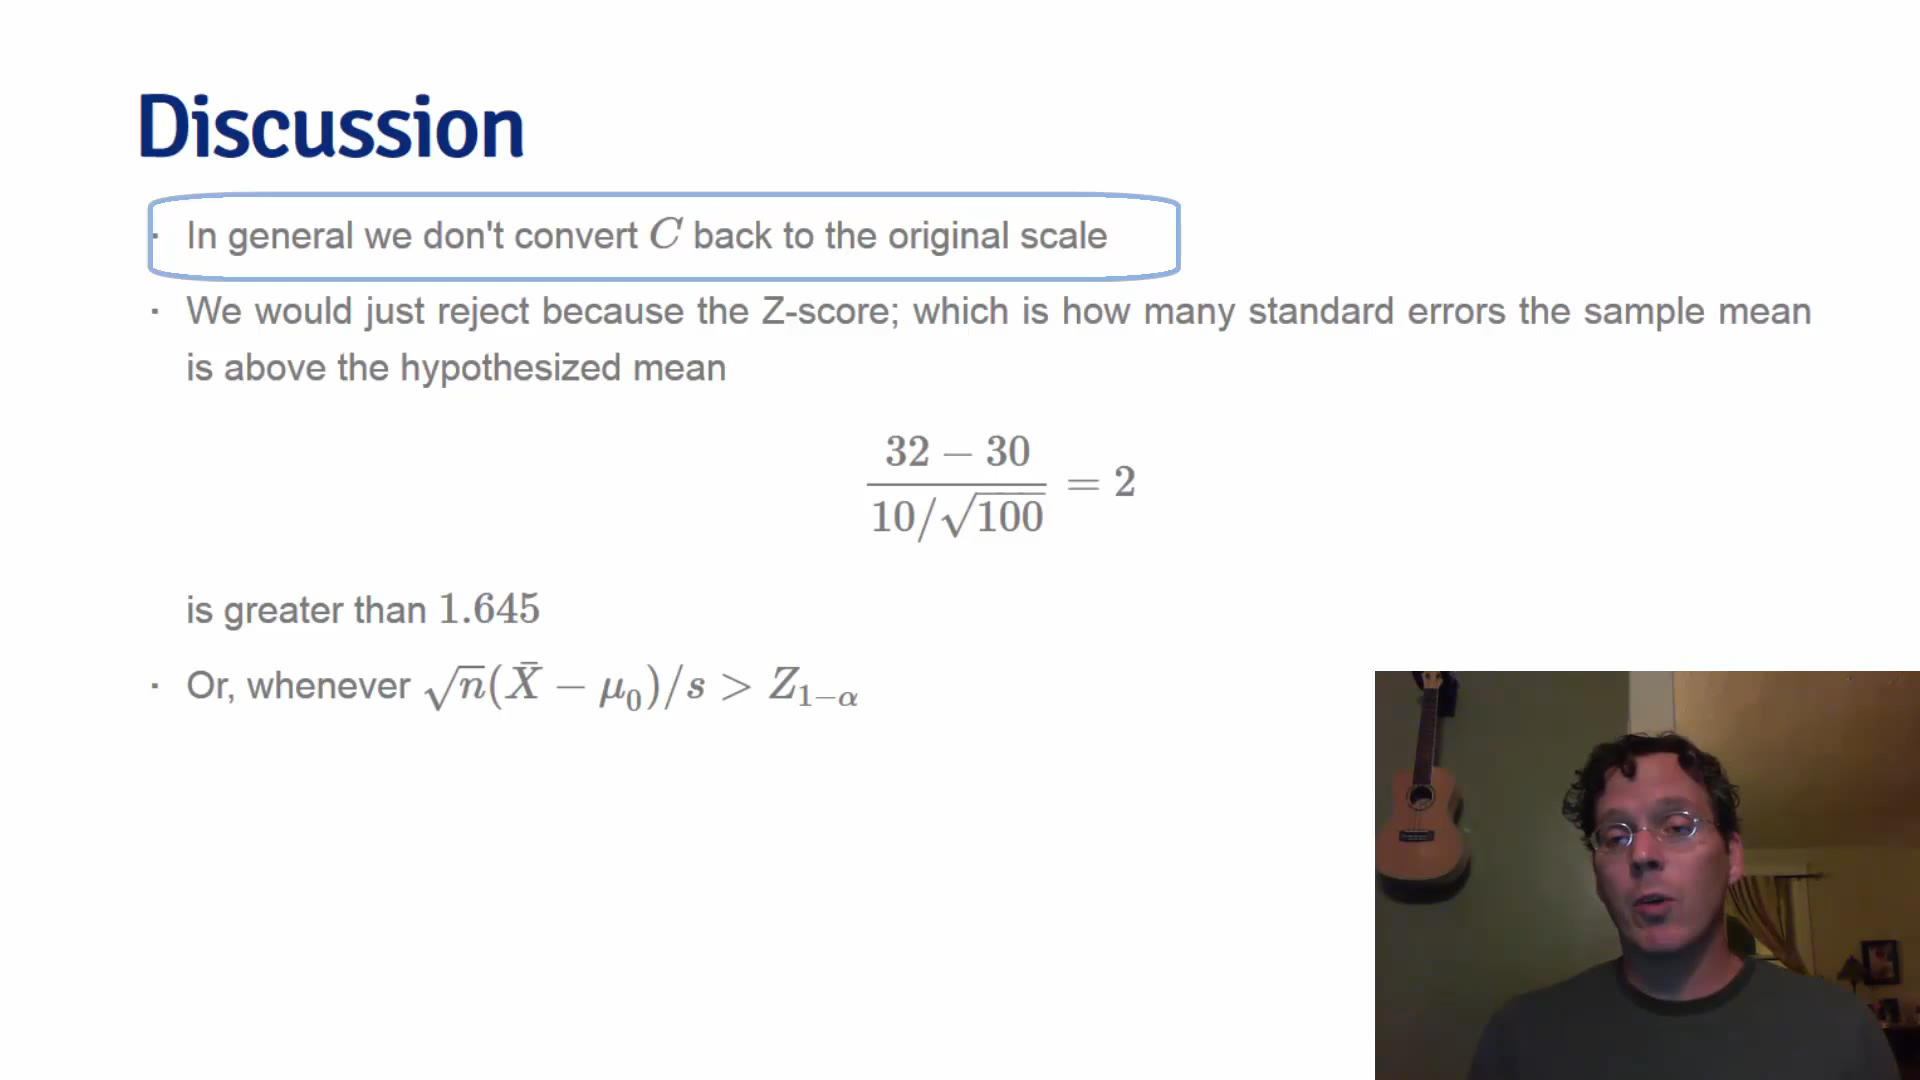 Discussion
· In general we don't convert C back to the original scale
· We would just reject because the Z-score; which is how many standard errors the sample mean
is above the hypothesized mean
32 − 30
10/√100
= 2
is greater than 1.645
· Or, whenever √n(X̄ − μ₀)/s > Z₁₋α